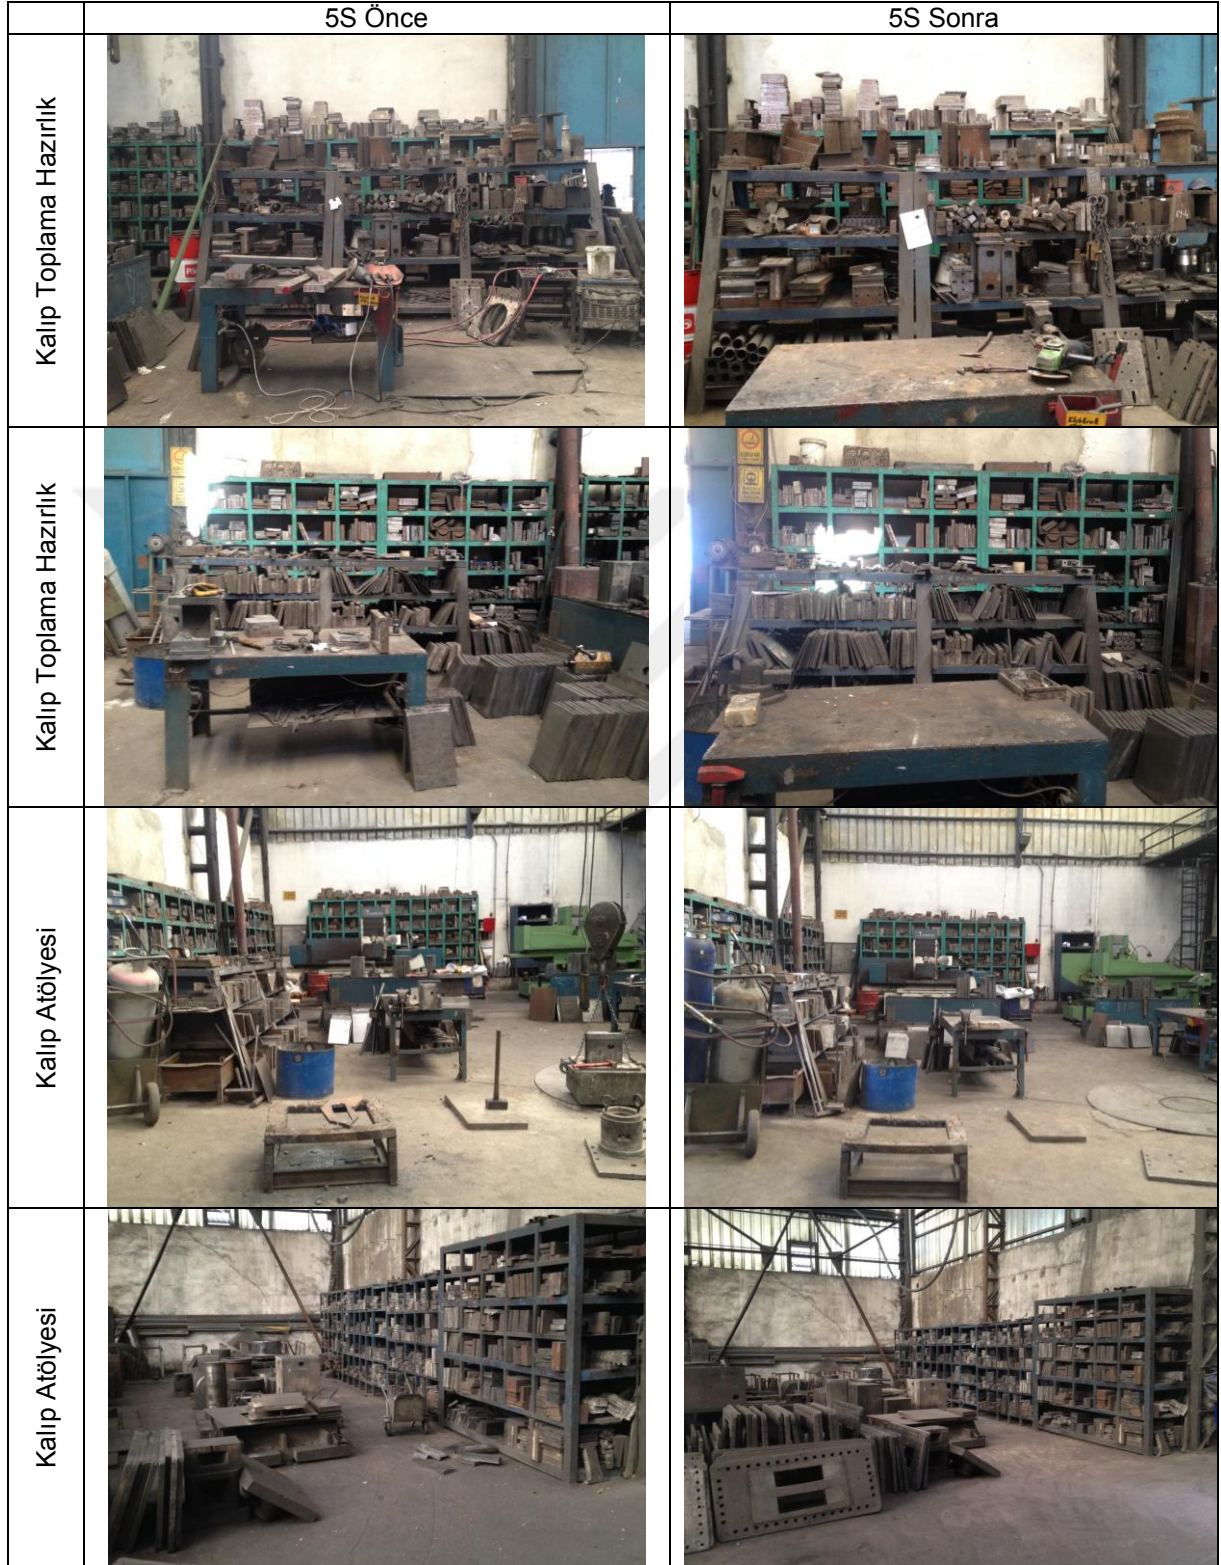 5S Önce
5S Sonra
Kalıp Toplama Hazırlık
Kalıp Toplama Hazırlık
Kalıp Atölyesi
Kalıp Atölyesi